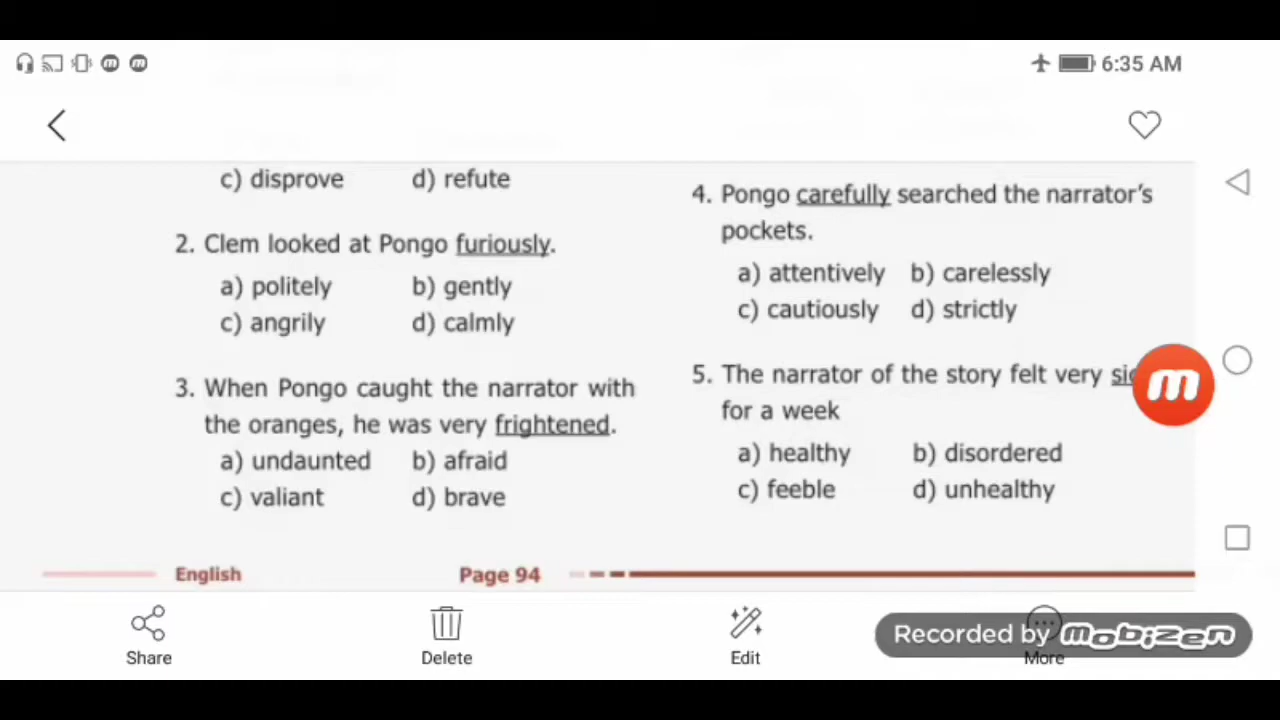 6:35 AM
c) disprove d) refute
2. Clem looked at Pongo furiously.
a) politely b) gently
c) angrily d) calmly
3. When Pongo caught the narrator with
the oranges, he was very frightened.
a) undaunted b) afraid
c) valiant d) brave
4. Pongo carefully searched the narrator's
pockets.
a) attentively b) carelessly
c) cautiously d) strictly
5. The narrator of the story felt very
for a week
a) healthy b) disordered
c) feeble d) unhealthy
English Page 94
Share Delete Edit More
Recorded by mobizen